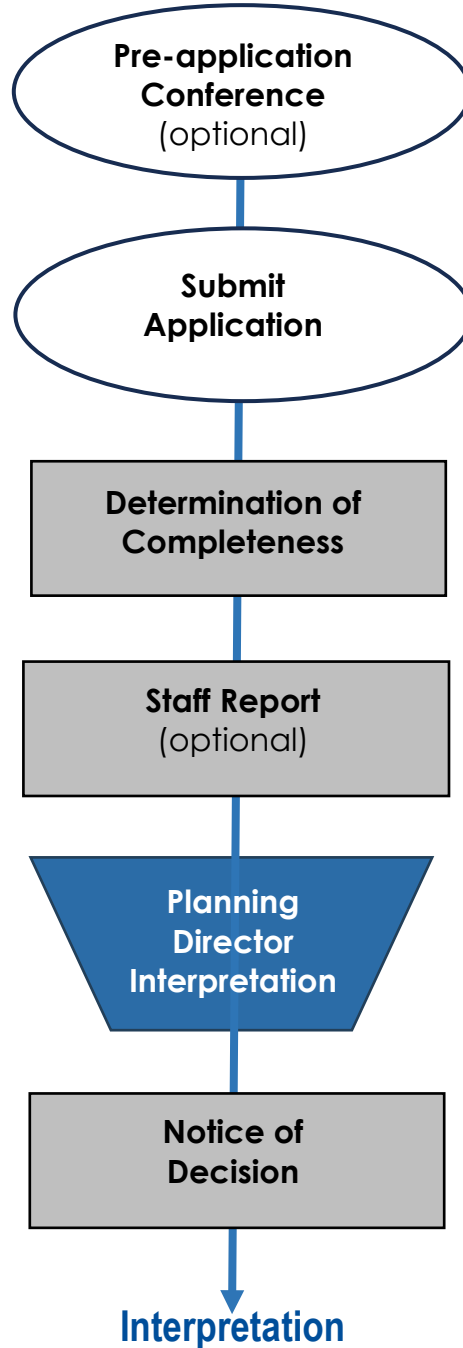 Pre-application
Conference
(optional)
Submit
Application
Determination of
Completeness
Staff Report
(optional)
Planning
Director
Interpretation
Notice of
Decision
Interpretation